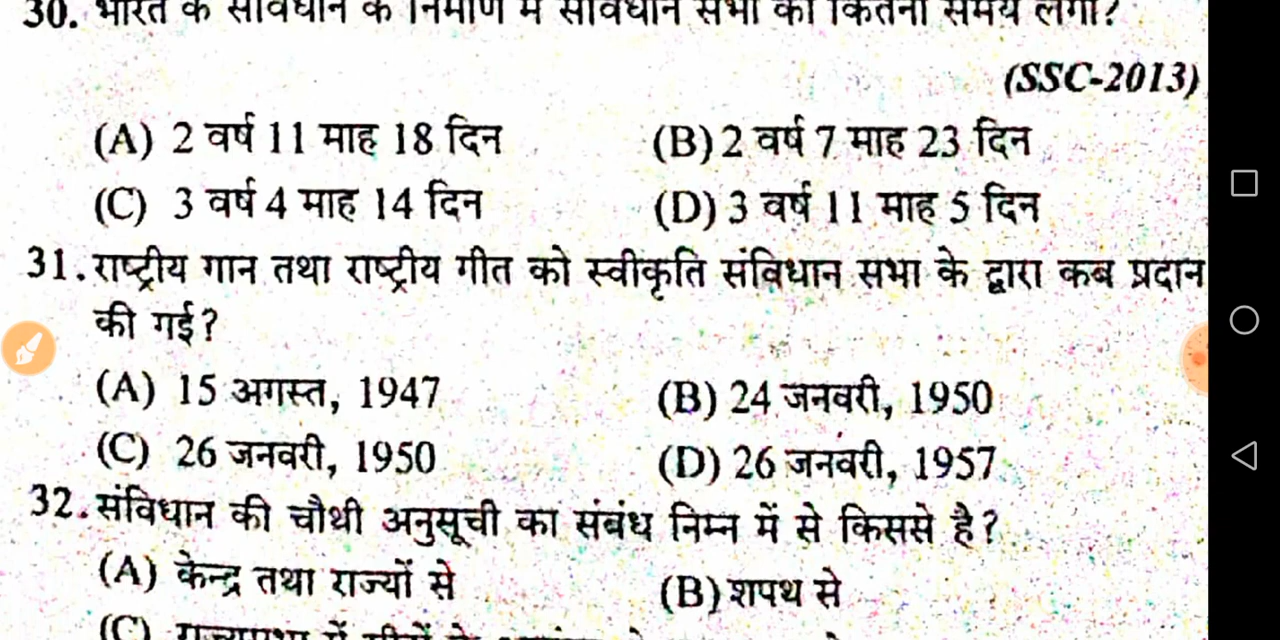 30. भारत के संविधान के निर्माण में संविधान सभा को कितना समय लगा?
(SSC-2013)
(A) 2 वर्ष 11 माह 18 दिन (B) 2 वर्ष 7 माह 23 दिन
(C) 3 वर्ष 4 माह 14 दिन (D) 3 वर्ष 11 माह 5 दिन
31. राष्ट्रीय गान तथा राष्ट्रीय गीत को स्वीकृति संविधान सभा के द्वारा कब प्रदान
की गई?
(A) 15 अगस्त, 1947 (B) 24 जनवरी, 1950
(C) 26 जनवरी, 1950 (D) 26 जनवरी, 1957
32. संविधान की चौथी अनुसूची का संबंध निम्न में से किससे है?
(A) केन्द्र तथा राज्यों से (B) शपथ से
(C)